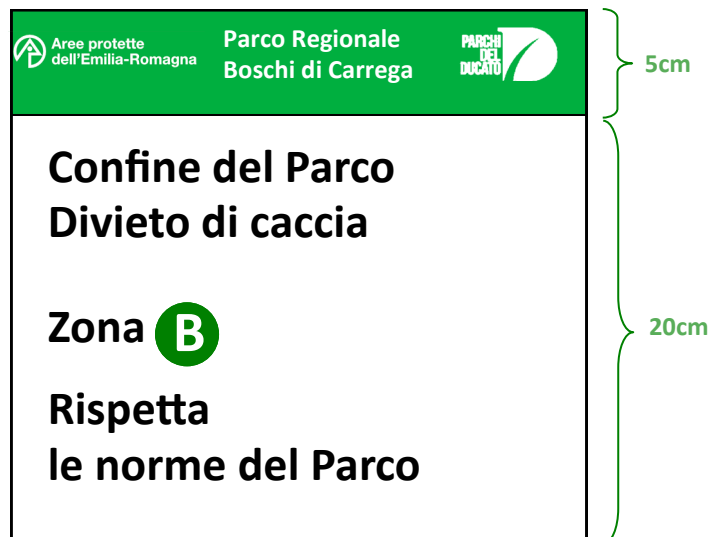 Aree protette
dell'Emilia-Romagna
Parco Regionale
Boschi di Carrega
PARCHI
DEL
DUCATO
5cm
Confine del Parco
Divieto di caccia
Zona B
20cm
Rispetta
le norme del Parco